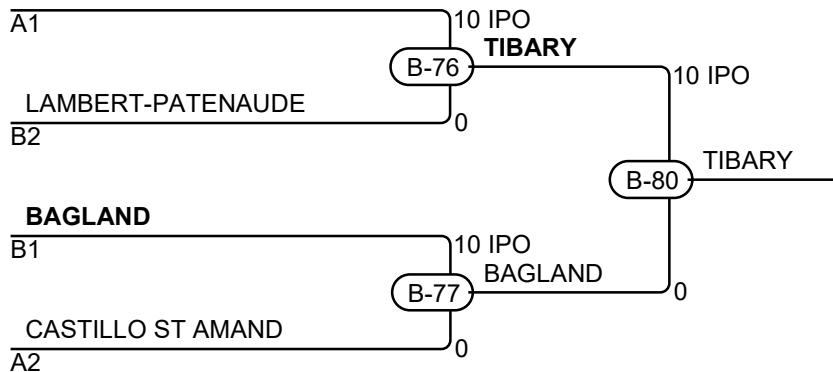 A1
10 IPO
TIBARY
B-76
10 IPO
LAMBERT-PATENAUDE
0
B2
TIBARY
B-80
BAGLAND
B1
10 IPO
BAGLAND
B-77
0
CASTILLO ST AMAND
0
A2